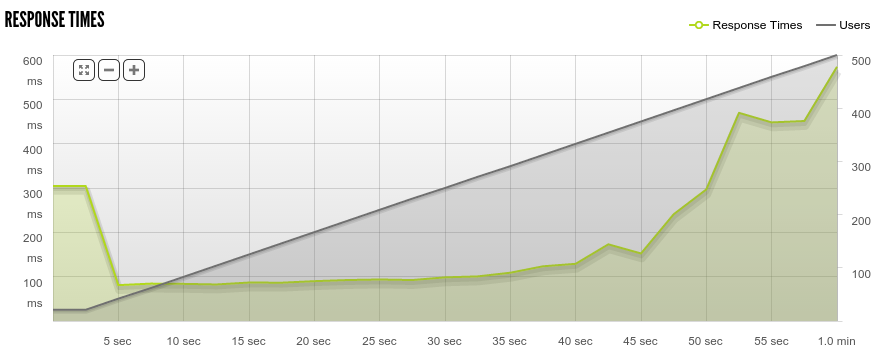 RESPONSE TIMES
Response Times Users
600 ms
500 ms
400 ms
300 ms
200 ms
100 ms
500
400
300
200
100
5 sec 10 sec 15 sec 20 sec 25 sec 30 sec 35 sec 40 sec 45 sec 50 sec 55 sec 1.0 min